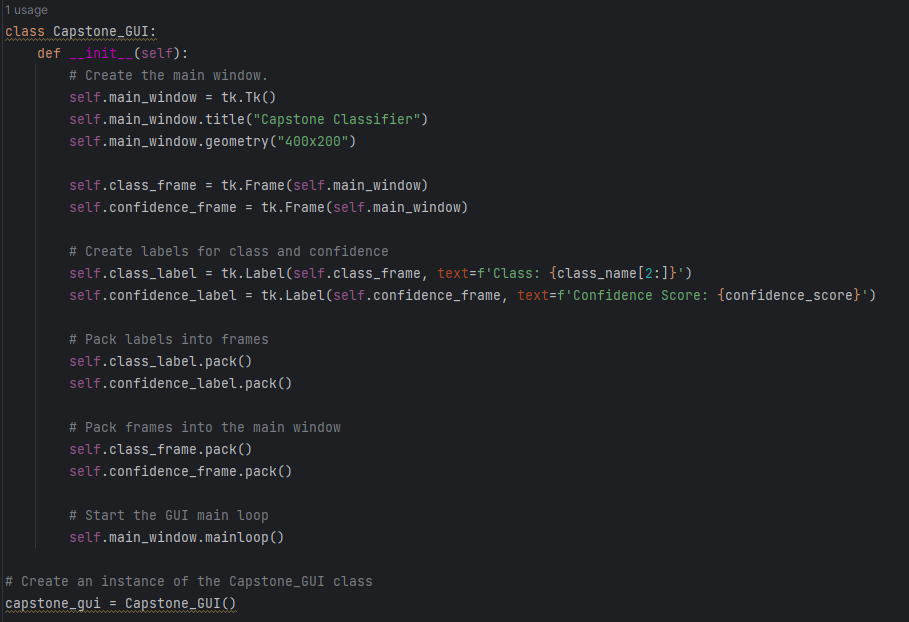 1 usage
class Capstone_GUI:
    def __init__(self):
        # Create the main window.
        self.main_window = tk.Tk()
        self.main_window.title("Capstone Classifier")
        self.main_window.geometry("400x200")

        self.class_frame = tk.Frame(self.main_window)
        self.confidence_frame = tk.Frame(self.main_window)

        # Create labels for class and confidence
        self.class_label = tk.Label(self.class_frame, text=f'Class: {class_name[2:]}')
        self.confidence_label = tk.Label(self.confidence_frame, text=f'Confidence Score: {confidence_score}')

        # Pack labels into frames
        self.class_label.pack()
        self.confidence_label.pack()

        # Pack frames into the main window
        self.class_frame.pack()
        self.confidence_frame.pack()

        # Start the GUI main loop
        self.main_window.mainloop()

# Create an instance of the Capstone_GUI class
capstone_gui = Capstone_GUI()